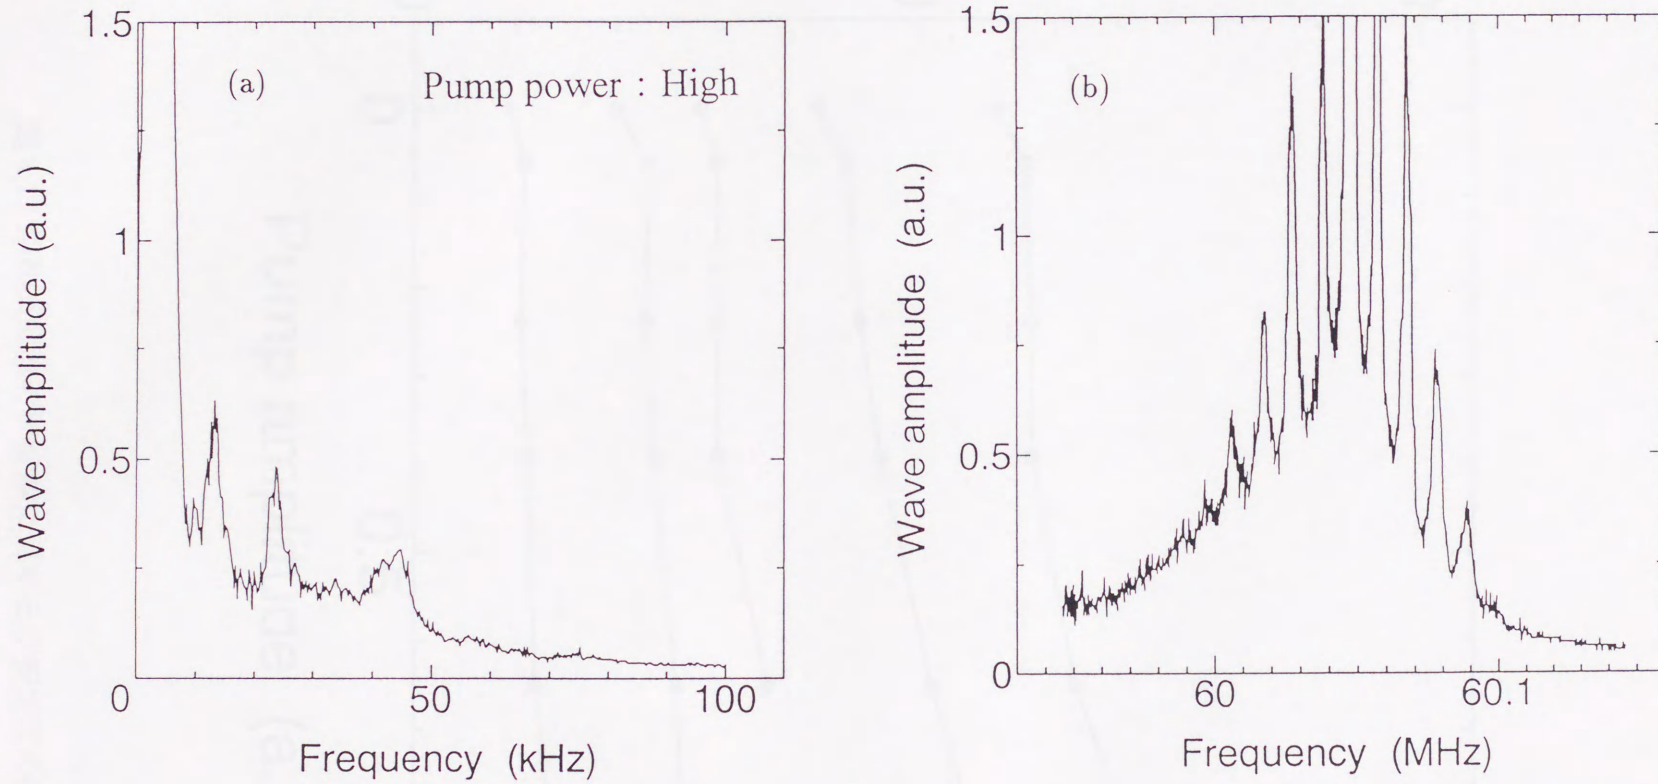 1.5
(a) Pump power : High
1
0.5
0 50 100
Wave amplitude (a.u.)
Frequency (kHz)
1.5
(b)
1
0.5
0
60 60.1
Wave amplitude (a.u.)
Frequency (MHz)